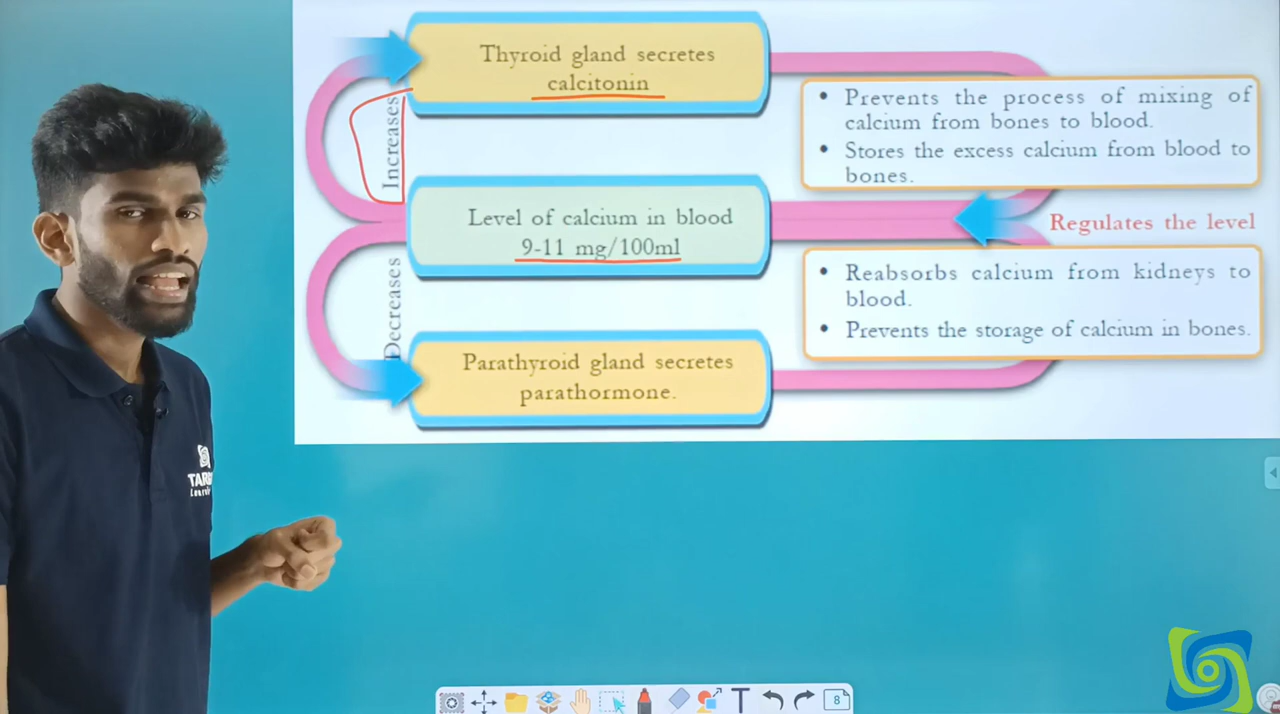 Thyroid gland secretes
calcitonin
Increases
• Prevents the process of mixing of
calcium from bones to blood.
• Stores the excess calcium from blood to
bones.
Level of calcium in blood
9-11 mg/100ml
Regulates the level
Decreases
• Reabsorbs calcium from kidneys to
blood.
• Prevents the storage of calcium in bones.
Parathyroid gland secretes
parathormone.
T
8